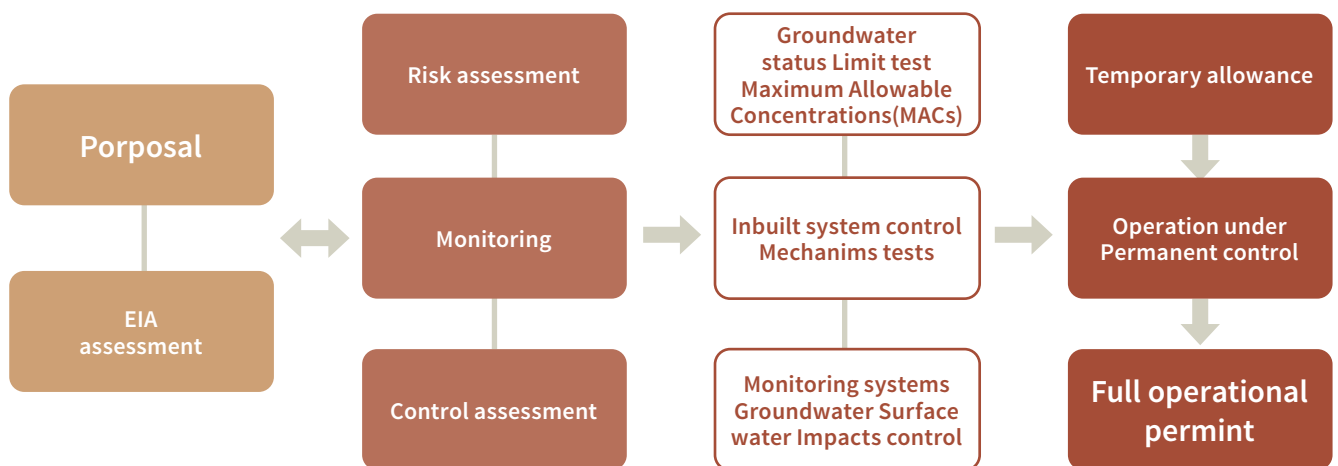 Porposal
EIA
assessment
Risk assessment
Monitoring
Control assessment
Groundwater
status Limit test
Maximum Allowable
Concentrations(MACs)
Inbuilt system control
Mechanims tests
Monitoring systems
Groundwater Surface
water Impacts control
Temporary allowance
Operation under
Permanent control
Full operational
permint